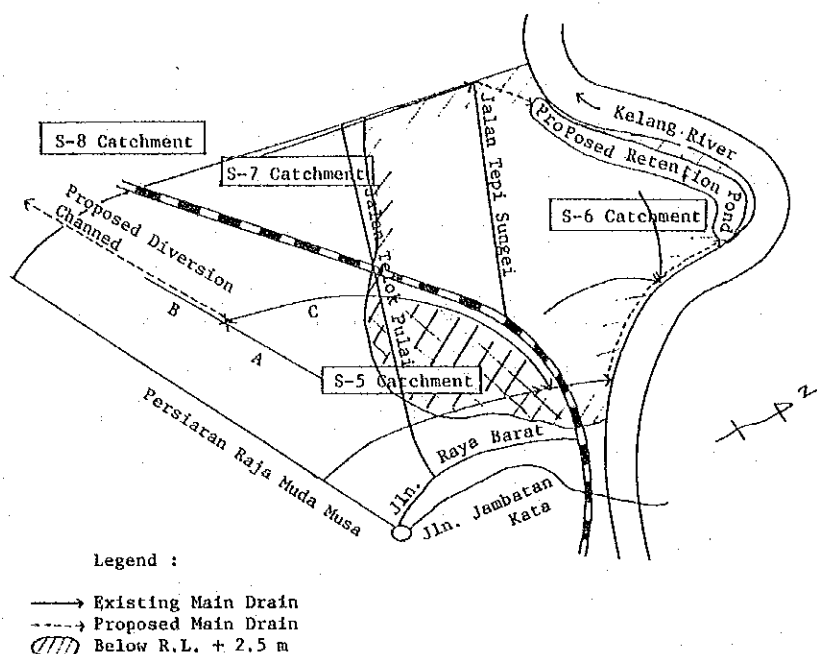 Kelang River
Proposed Retention Pond
S-8 Catchment
S-7 Catchment
Jalan Tepi Sungei
S-6 Catchment
Proposed Diversion
Channed
Jalan Telok Pulai
B
C
A
S-5 Catchment
Persiaran Raja Muda Musa
Jln. Raya Barat
Jln. Jambatan
Kata
Z
Legend :
Existing Main Drain
Proposed Main Drain
Below R.L. + 2.5 m